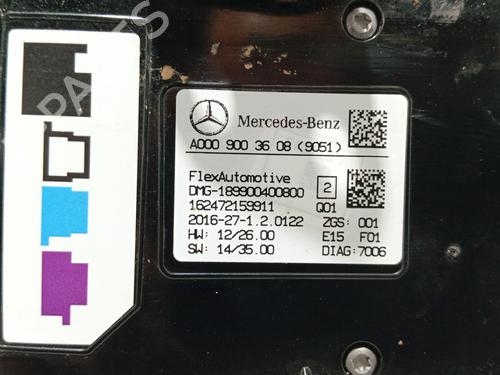 Mercedes-Benz
A000 900 36 08 (9051)
FlexAutomotive
DMG-189900400800 2
162472159911 Q01
2016-27-1.2.0122 ZGS: 001
HW: 12/26.00 E15 F01
SW: 14/35.00 DIAG:7006